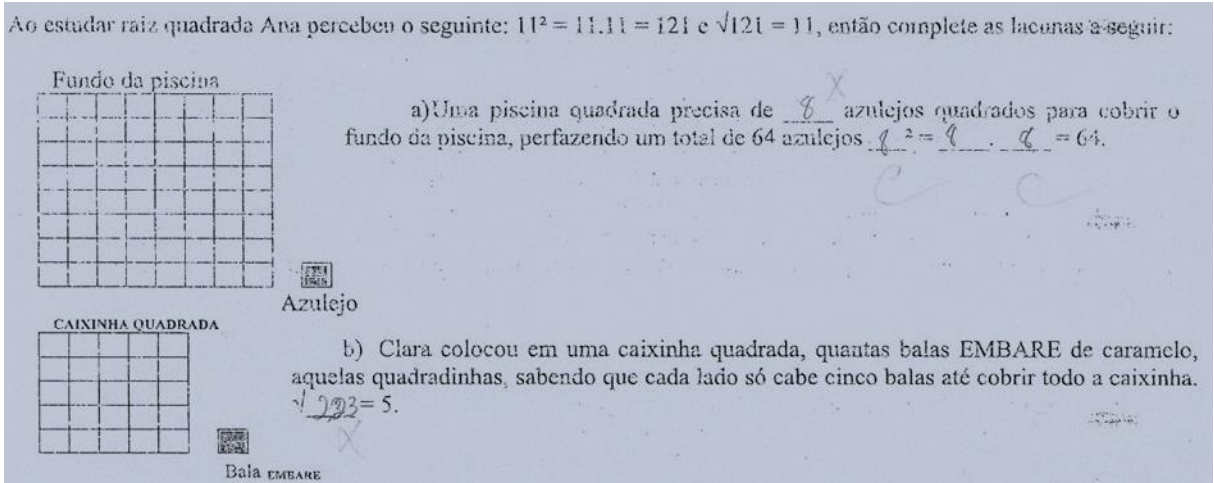 Ao estudar raiz quadrada Ana percebeu o seguinte: 11² = 11.11 = 121 e √121 = 11, então complete as lacunas a seguir:
Fundo da piscina
a)Uma piscina quadrada precisa de 8 azulejos quadrados para cobrir o
fundo da piscina, perfazendo um total de 64 azulejos 8 ² = 8 . 8 = 64.
Azulejo
CAIXINHA QUADRADA
b) Clara colocou em uma caixinha quadrada, quantas balas EMBARE de caramelo,
aquelas quadradinhas, sabendo que cada lado só cabe cinco balas até cobrir todo a caixinha.
√ = 5.
Bala EMBARE